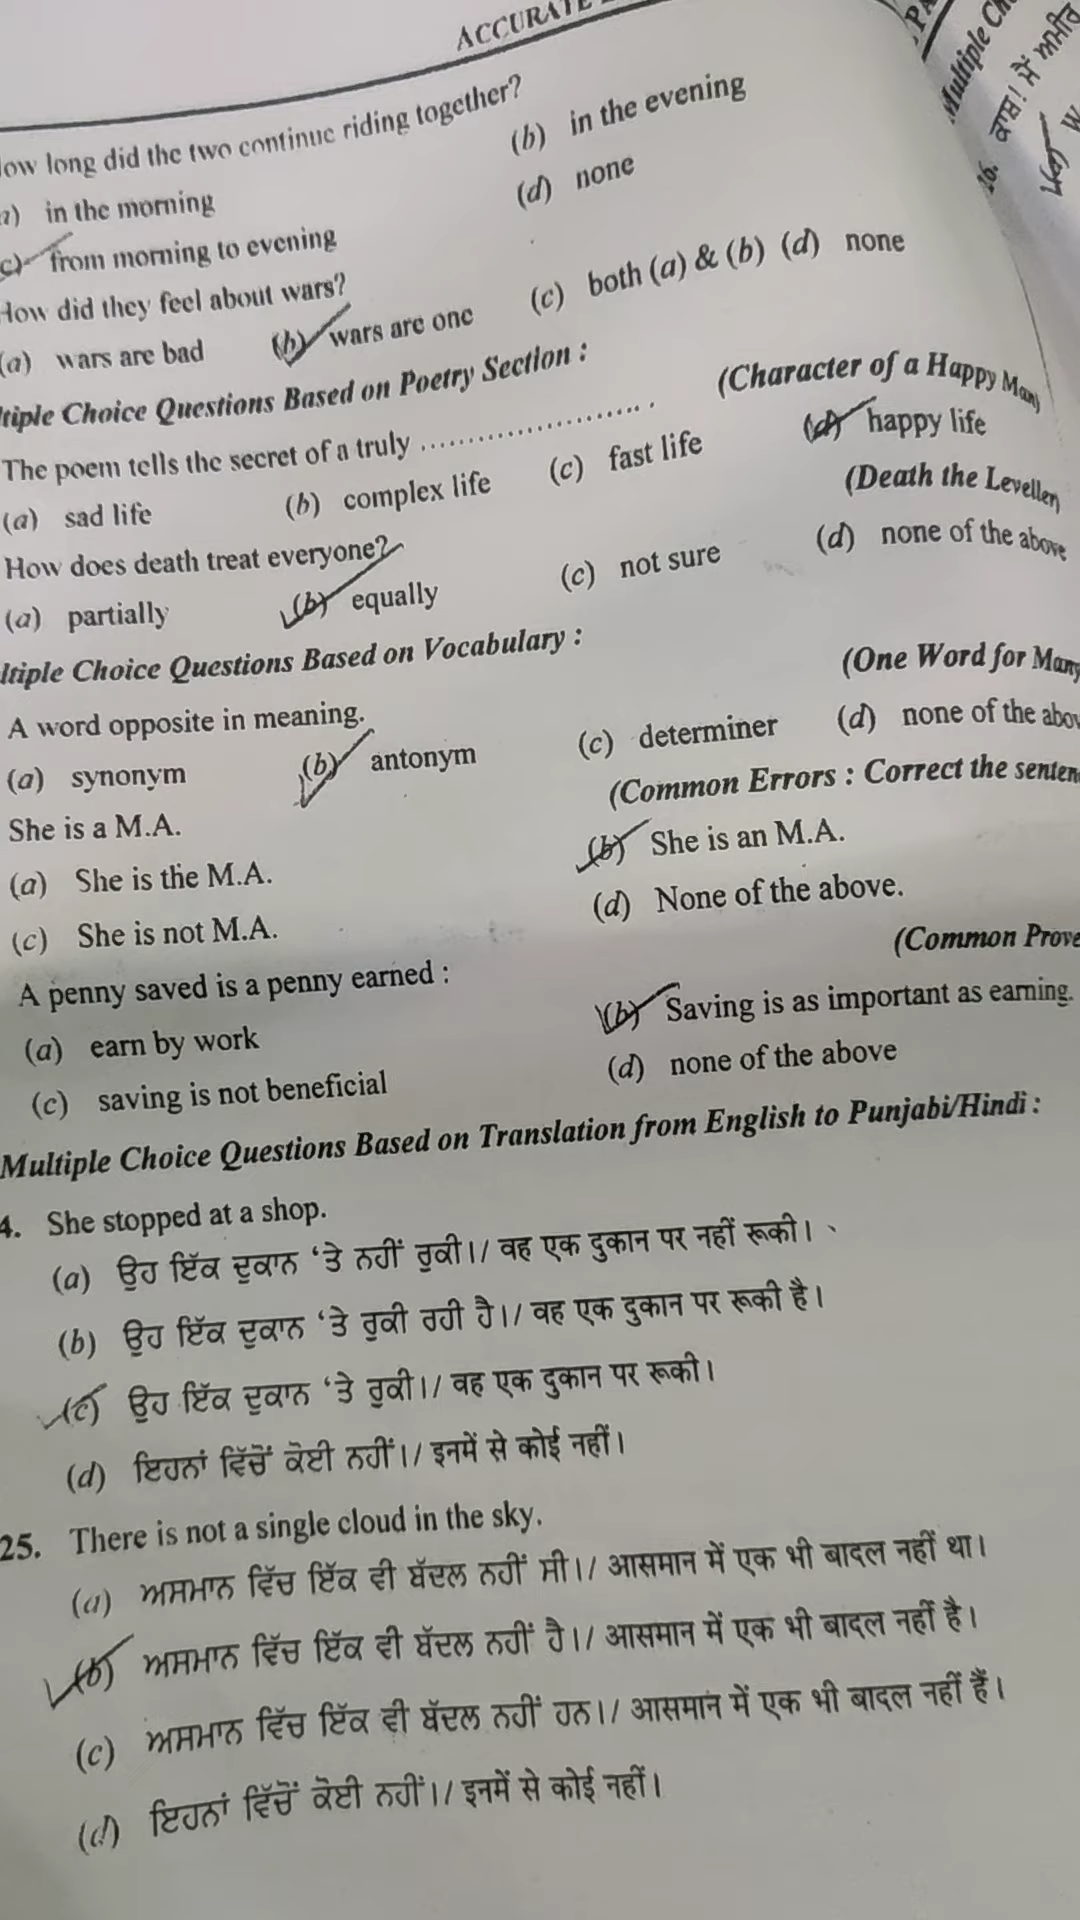 ACCURATE
ow long did the two continue riding together?
in the morning (b) in the evening
c) from morning to evening (d) none
How did they feel about wars?
(a) wars are bad (b) wars are one (c) both (a) & (b) (d) none
ltiple Choice Questions Based on Poetry Section :
(Character of a Happy Man)
The poem tells the secret of a truly ........................ .
(a) sad life (b) complex life (c) fast life (d) happy life
(Death the Leveller)
How does death treat everyone?
(a) partially (b) equally (c) not sure (d) none of the above
ltiple Choice Questions Based on Vocabulary :
(One Word for Many
A word opposite in meaning.
(a) synonym (b) antonym (c) determiner (d) none of the abov
(Common Errors : Correct the senten
She is a M.A.
(a) She is the M.A. (b) She is an M.A.
(c) She is not M.A. (d) None of the above.
(Common Prove
A penny saved is a penny earned :
(a) earn by work (b) Saving is as important as earning.
(c) saving is not beneficial (d) none of the above
Multiple Choice Questions Based on Translation from English to Punjabi/Hindi :
4. She stopped at a shop.
(a) ਉਹ ਇੱਕ ਦੁਕਾਨ ‘ਤੇ ਨਹੀਂ ਰੁਕੀ।/ वह एक दुकान पर नहीं रूकी।
(b) ਉਹ ਇੱਕ ਦੁਕਾਨ ‘ਤੇ ਰੁਕੀ ਰਹੀ ਹੈ।/ वह एक दुकान पर रूकी है।
(c) ਉਹ ਇੱਕ ਦੁਕਾਨ ‘ਤੇ ਰੁਕੀ।/ वह एक दुकान पर रूकी।
(d) ਇਹਨਾਂ ਵਿੱਚੋਂ ਕੋਈ ਨਹੀਂ।/ इनमें से कोई नहीं।
25. There is not a single cloud in the sky.
(a) ਅਸਮਾਨ ਵਿੱਚ ਇੱਕ ਵੀ ਬੱਦਲ ਨਹੀਂ ਸੀ।/ आसमान में एक भी बादल नहीं था।
(b) ਅਸਮਾਨ ਵਿੱਚ ਇੱਕ ਵੀ ਬੱਦਲ ਨਹੀਂ ਹੈ।/ आसमान में एक भी बादल नहीं है।
(c) ਅਸਮਾਨ ਵਿੱਚ ਇੱਕ ਵੀ ਬੱਦਲ ਨਹੀਂ ਹਨ।/ आसमान में एक भी बादल नहीं हैं।
(d) ਇਹਨਾਂ ਵਿੱਚੋਂ ਕੋਈ ਨਹੀਂ।/ इनमें से कोई नहीं।
Multiple Ch
26. ਕਾਸ਼! ਮੈਂ ਅਮੀਰ
(a) W